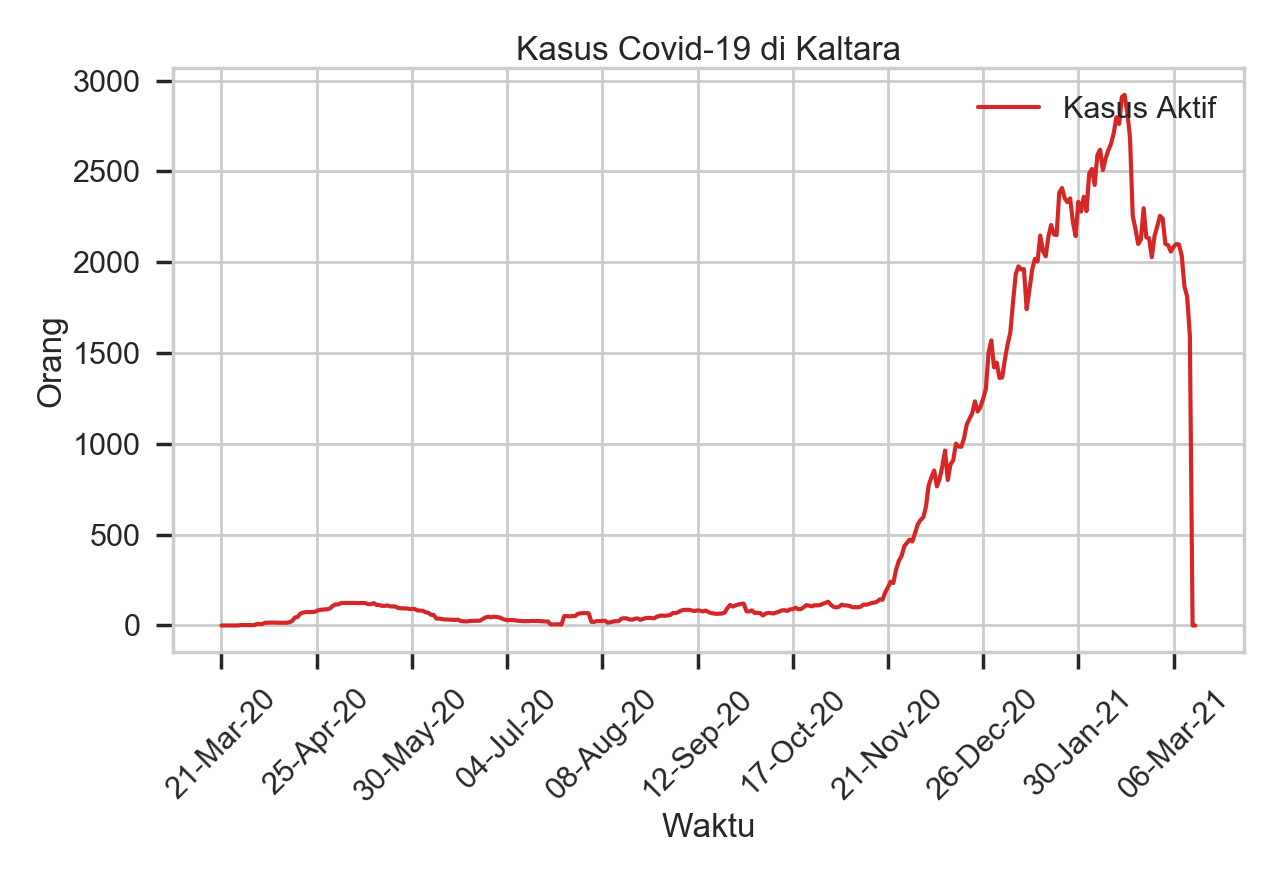 Kasus Covid-19 di Kaltara
3000
2500
2000
1500
1000
500
0
Orang
Kasus Aktif
21-Mar-20
25-Apr-20
30-May-20
04-Jul-20
08-Aug-20
12-Sep-20
17-Oct-20
21-Nov-20
26-Dec-20
30-Jan-21
06-Mar-21
Waktu